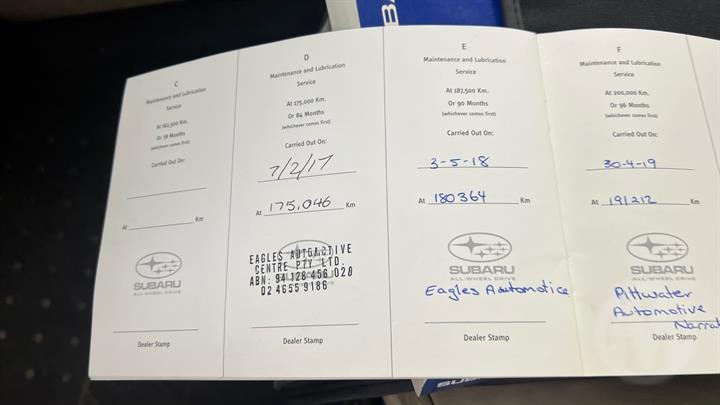 C
Maintenance and Lubrication
Service
At 162,500 Km.
Or 78 Months
(whichever comes first)
Carried Out On:
At Km
SUBARU
ALL-WHEEL DRIVE
Dealer Stamp
D
Maintenance and Lubrication
Service
At 175,000 Km.
Or 84 Months
(whichever comes first)
Carried Out On:
7/2/17
At 175,046 Km
EAGLES AUTOACTIVE
CENTRE PTY LTD.
ABN: 94 128 456 020
02 4655 9186
SUBARU
Dealer Stamp
E
Maintenance and Lubrication
Service
At 187,500 Km.
Or 90 Months
(whichever comes first)
Carried Out On:
3-5-18
At 180364 Km
SUBARU
ALL-WHEEL DRIVE
Eagles Automotice
Dealer Stamp
F
Maintenance and Lubrication
Service
At 200,000 Km.
Or 96 Months
(whichever comes first)
Carried Out On:
30-4-19
At 191212 Km
SUBARU
ALL-WHEEL DRIVE
Pittwater
Automotive
Dealer Stamp